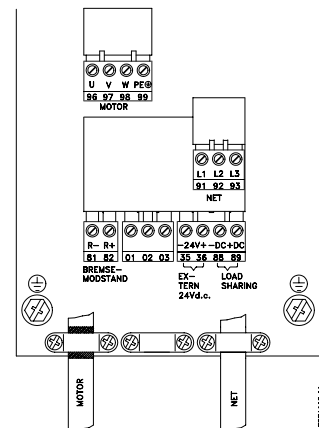 U V W PE
96 97 98 99
MOTOR
L1 L2 L3
91 92 93
NET
R- R+
81 82
01 02 03
-24V+ -DC+DC
35 36 88 89
BREMSE-
MODSTAND
EX-
TERN
24Vd.c.
LOAD
SHARING
MOTOR
NET